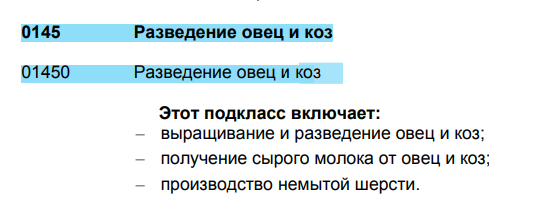 0145 Разведение овец и коз
01450 Разведение овец и коз
Этот подкласс включает:
– выращивание и разведение овец и коз;
– получение сырого молока от овец и коз;
– производство немытой шерсти.